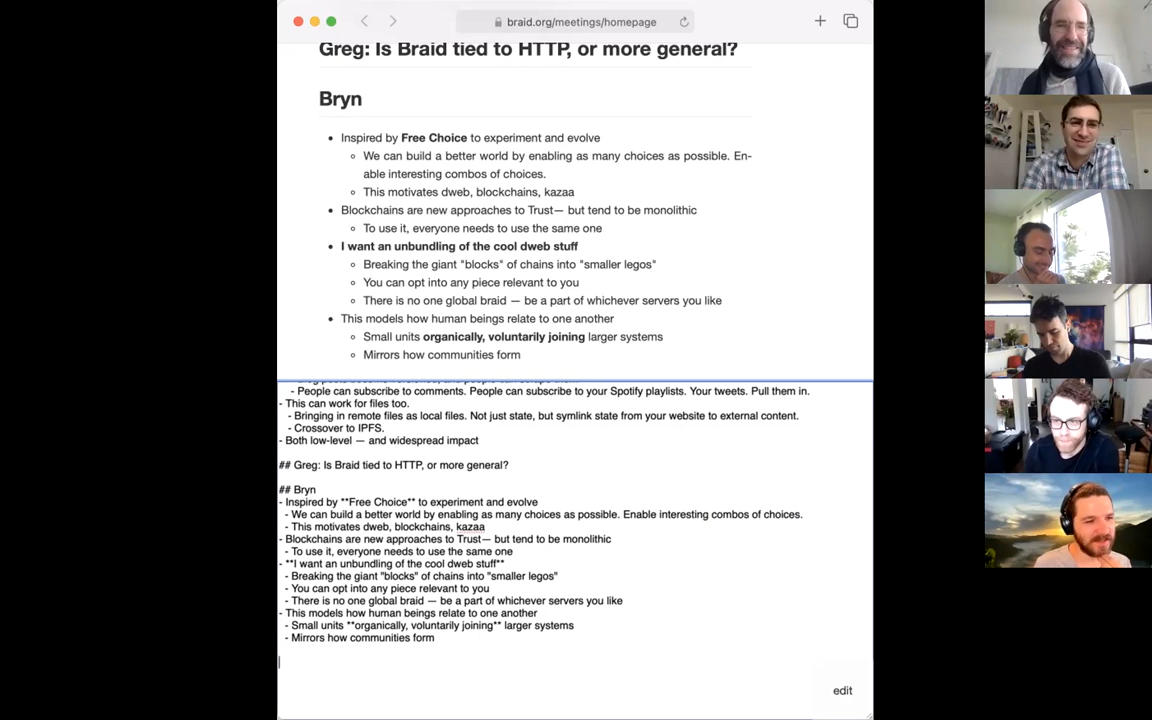 braid.org/meetings/homepage
Greg: Is Braid tied to HTTP, or more general?
Bryn
• Inspired by Free Choice to experiment and evolve
◦ We can build a better world by enabling as many choices as possible. En-
able interesting combos of choices.
◦ This motivates dweb, blockchains, kazaa
• Blockchains are new approaches to Trust— but tend to be monolithic
◦ To use it, everyone needs to use the same one
• I want an unbundling of the cool dweb stuff
◦ Breaking the giant "blocks" of chains into "smaller legos"
◦ You can opt into any piece relevant to you
◦ There is no one global braid — be a part of whichever servers you like
• This models how human beings relate to one another
◦ Small units organically, voluntarily joining larger systems
◦ Mirrors how communities form
- People can subscribe to comments. People can subscribe to your Spotify playlists. Your tweets. Pull them in.
- This can work for files too.
- Bringing in remote files as local files. Not just state, but symlink state from your website to external content.
- Crossover to IPFS.
- Both low-level — and widespread impact
## Greg: Is Braid tied to HTTP, or more general?
## Bryn
- Inspired by **Free Choice** to experiment and evolve
- We can build a better world by enabling as many choices as possible. Enable interesting combos of choices.
- This motivates dweb, blockchains, kazaa
- Blockchains are new approaches to Trust— but tend to be monolithic
- To use it, everyone needs to use the same one
- **I want an unbundling of the cool dweb stuff**
- Breaking the giant "blocks" of chains into "smaller legos"
- You can opt into any piece relevant to you
- There is no one global braid — be a part of whichever servers you like
- This models how human beings relate to one another
- Small units **organically, voluntarily joining** larger systems
- Mirrors how communities form
edit